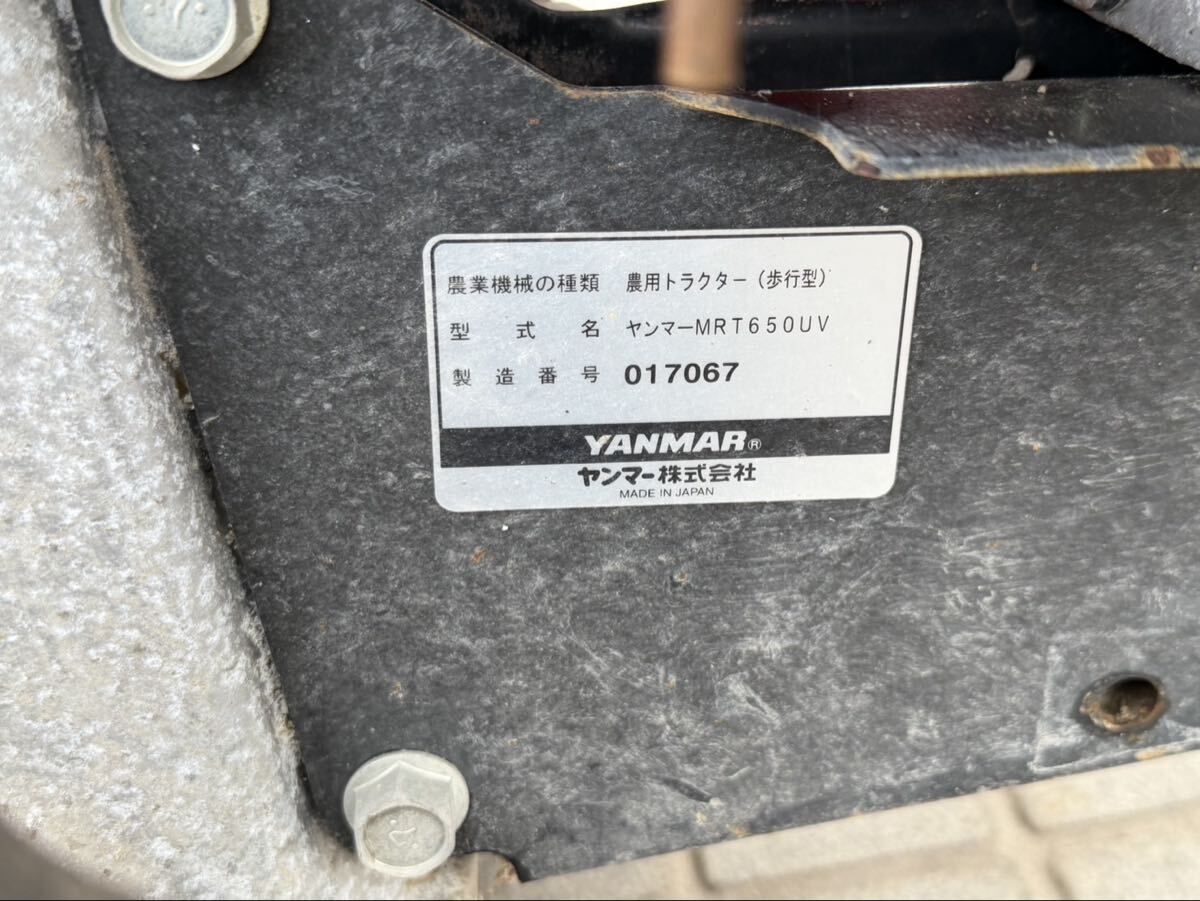 農業機械の種類 農用トラクター(歩行型)
型式名 ヤンマーMRT650UV
製造番号 017067
YANMAR®
ヤンマー株式会社
MADE IN JAPAN